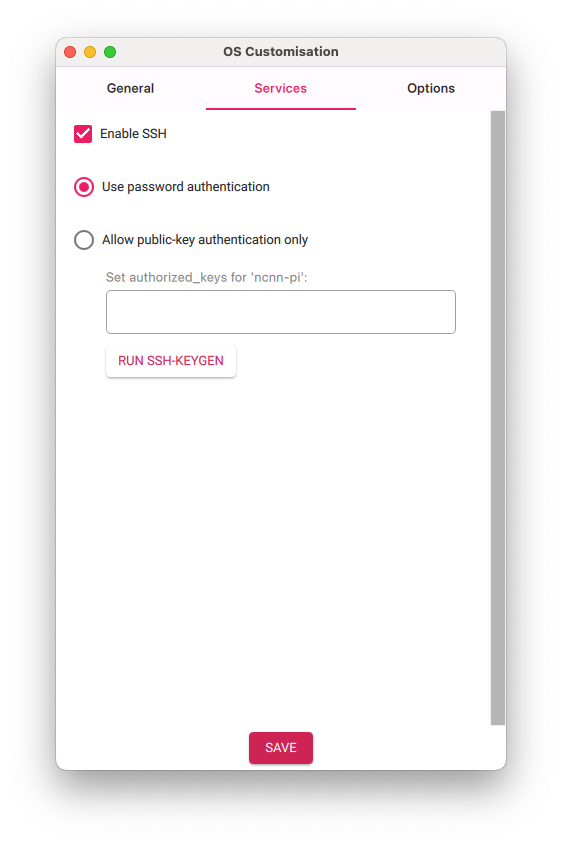 OS Customisation
General Services Options
Enable SSH
Use password authentication
Allow public-key authentication only
Set authorized_keys for 'ncnn-pi':
RUN SSH-KEYGEN
SAVE